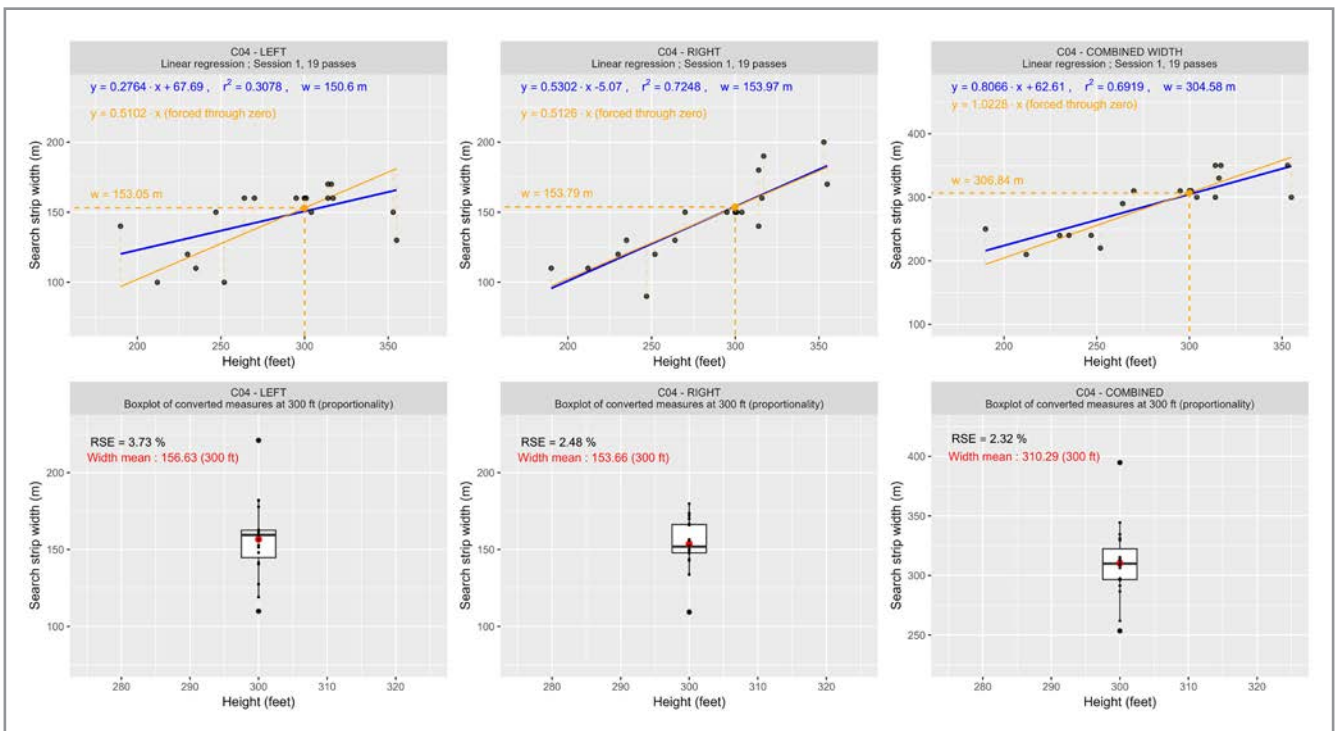 C04 - LEFT
Linear regression ; Session 1, 19 passes
y = 0.2764 · x + 67.69 , r² = 0.3078 , w = 150.6 m
y = 0.5102 · x (forced through zero)
w = 153.05 m
Search strip width (m)
200
150
100
200 250 300 350
Height (feet)
C04 - RIGHT
Linear regression ; Session 1, 19 passes
y = 0.5302 · x -5.07 , r² = 0.7248 , w = 153.97 m
y = 0.5126 · x (forced through zero)
w = 153.79 m
Search strip width (m)
200
150
100
200 250 300 350
Height (feet)
C04 - COMBINED WIDTH
Linear regression ; Session 1, 19 passes
y = 0.8066 · x + 62.61 , r² = 0.6919 , w = 304.58 m
y = 1.0228 · x (forced through zero)
w = 306.84 m
Search strip width (m)
400
300
200
100
200 250 300 350
Height (feet)
C04 - LEFT
Boxplot of converted measures at 300 ft (proportionality)
RSE = 3.73 %
Width mean : 156.63 (300 ft)
Search strip width (m)
200
150
100
280 290 300 310 320
Height (feet)
C04 - RIGHT
Boxplot of converted measures at 300 ft (proportionality)
RSE = 2.48 %
Width mean : 153.66 (300 ft)
Search strip width (m)
200
150
100
280 290 300 310 320
Height (feet)
C04 - COMBINED
Boxplot of converted measures at 300 ft (proportionality)
RSE = 2.32 %
Width mean : 310.29 (300 ft)
Search strip width (m)
400
350
300
250
280 290 300 310 320
Height (feet)